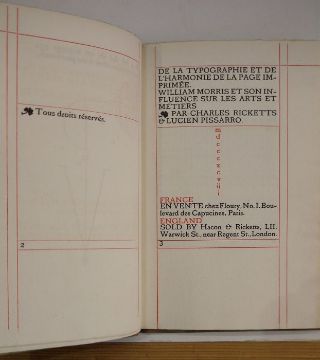 Tous droits réservés.
2
DE LA TYPOGRAPHIE ET DE
L'HARMONIE DE LA PAGE IM-
PRIMÉE.
WILLIAM MORRIS ET SON IN-
FLUENCE SUR LES ARTS ET
MÉTIERS
PAR CHARLES RICKETTS
& LUCIEN PISSARRO
m
d
c
c
c
x
c
v
i
i
i
FRANCE
EN VENTE chez Floury, No. I. Bou-
levard des Capucines, Paris.
ENGLAND
SOLD BY Hacon & Ricketts, LII.
Warwick St., near Regent St., London.
3